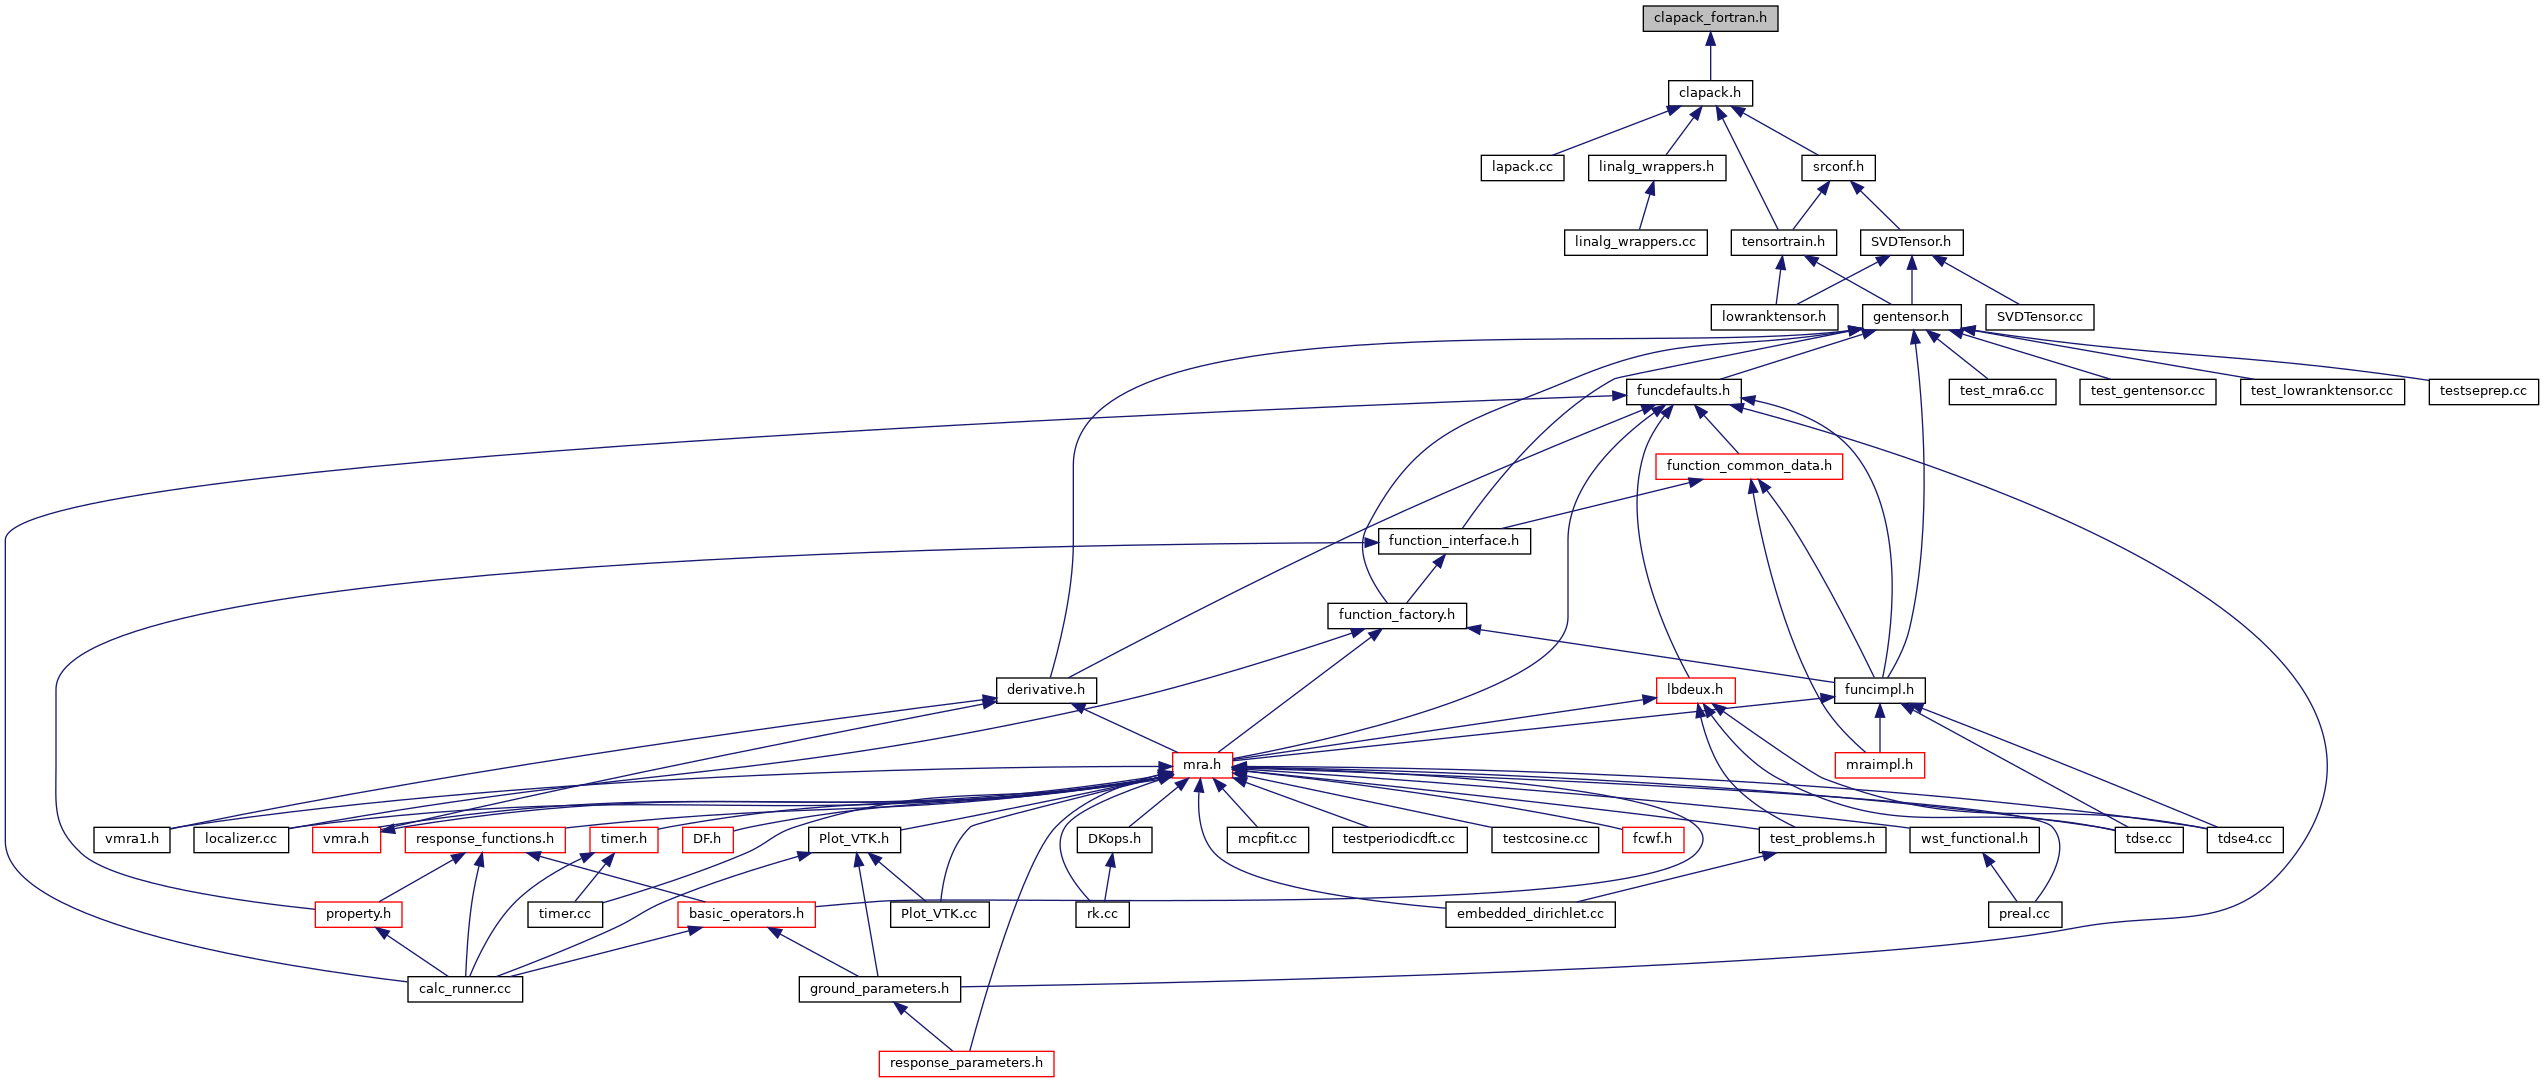 clapack_fortran.h
clapack.h
lapack.cc
linalg_wrappers.h
srconf.h
linalg_wrappers.cc
tensortrain.h
SVDTensor.h
lowranktensor.h
gentensor.h
SVDTensor.cc
funcdefaults.h
test_mra6.cc
test_gentensor.cc
test_lowranktensor.cc
testseprep.cc
function_common_data.h
function_interface.h
function_factory.h
derivative.h
lbdeux.h
funcimpl.h
mra.h
mraimpl.h
vmra1.h
localizer.cc
vmra.h
response_functions.h
timer.h
DF.h
Plot_VTK.h
DKops.h
mcpfit.cc
testperiodicdft.cc
testcosine.cc
fcwf.h
test_problems.h
wst_functional.h
tdse.cc
tdse4.cc
property.h
timer.cc
basic_operators.h
Plot_VTK.cc
rk.cc
embedded_dirichlet.cc
preal.cc
calc_runner.cc
ground_parameters.h
response_parameters.h